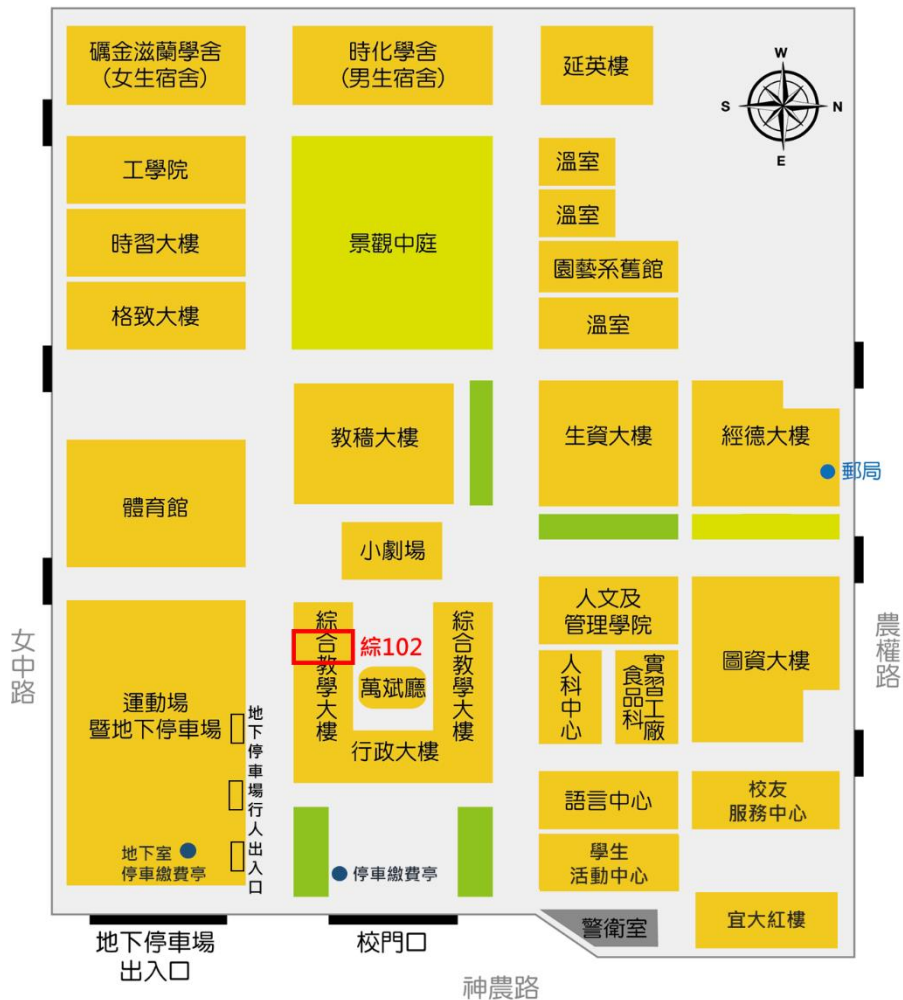 礪金滋蘭學舍
(女生宿舍)
時化學舍
(男生宿舍)
延英樓
W
S
N
E
工學院
時習大樓
格致大樓
景觀中庭
溫室
溫室
園藝系舊館
溫室
教穡大樓
生資大樓
經德大樓
郵局
體育館
小劇場
綜合教學大樓
綜102
萬斌廳
綜合教學大樓
行政大樓
人文及
管理學院
人科中心
食品科
實習工廠
圖資大樓
女中路
農權路
運動場
暨地下停車場
地下停車場行人出入口
語言中心
校友
服務中心
地下室
停車繳費亭
停車繳費亭
學生
活動中心
警衛室
宜大紅樓
地下停車場
出入口
校門口
神農路